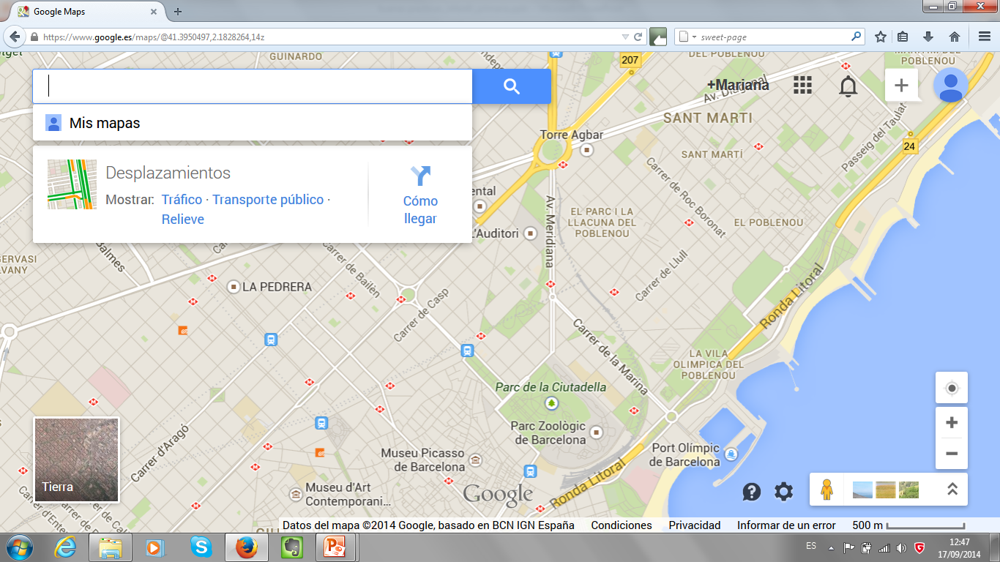 Google Maps
https://www.google.es/maps/@41.3950497,2.1828264,14z
sweet-page
GUINARDÓ
DEL POBLENOU
POBLENOU
207
+Mariana
Mis mapas
Av. Diagonal
SANT MARTI
Passeig del Taulat
Torre Agbar
24
SANT MARTÍ
Desplazamientos
Mostrar: Tráfico · Transporte público ·
Relieve
Cómo
llegar
Carrer de Roc Boronat
ental
EL PARC I LA
LLACUNA DEL
POBLENOU
EL POBLENOU
L'Auditori
Av. Meridiana
Balmes
GERVASI
LVANY
Carrer de Bailèn
Carrer de Llull
LA PEDRERA
Carrer de Casp
Ronda Litoral
Carrer de la Marina
LA VILA
OLIMPICA DEL
POBLENOU
Parc de la Ciutadella
Parc Zoològic
de Barcelona
Carrer d'Aragó
Museu Picasso
de Barcelona
Port Olímpic
de Barcelona
Tierra
Museu d'Art
Contemporani...
Google
Ronda Litoral
Datos del mapa ©2014 Google, basado en BCN IGN España Condiciones Privacidad Informar de un error 500 m
ES
12:47
17/09/2014